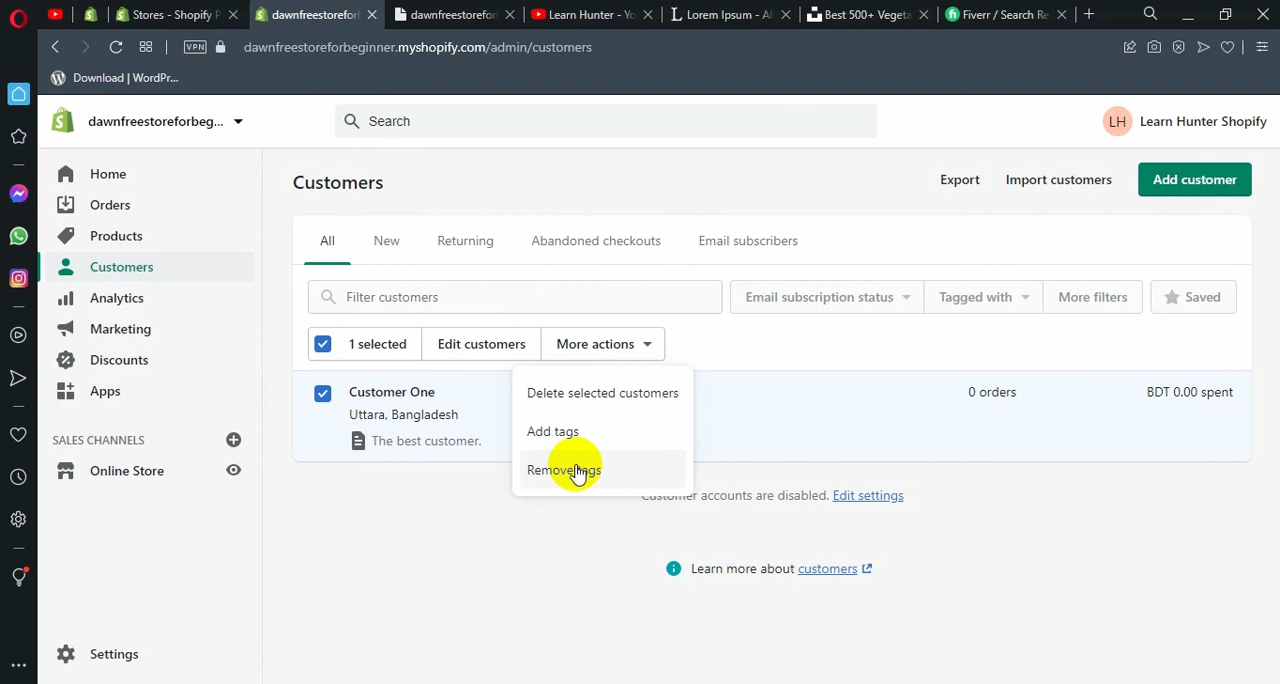 Stores - Shopify P
dawnfreestorefor
dawnfreestorefor
Learn Hunter - Yo
Lorem Ipsum - Al
Best 500+ Vegeta
Fiverr / Search Re
VPN
dawnfreestoreforbeginner.myshopify.com/admin/customers
Download | WordPr...
dawnfreestoreforbeg...
Search
LH
Learn Hunter Shopify
Home
Orders
Products
Customers
Analytics
Marketing
Discounts
Apps
SALES CHANNELS
Online Store
Settings
Customers
Export
Import customers
Add customer
All
New
Returning
Abandoned checkouts
Email subscribers
Filter customers
Email subscription status
Tagged with
More filters
Saved
1 selected
Edit customers
More actions
Customer One
0 orders
BDT 0.00 spent
Uttara, Bangladesh
The best customer.
Delete selected customers
Add tags
Remove tags
Customer accounts are disabled. Edit settings
Learn more about customers